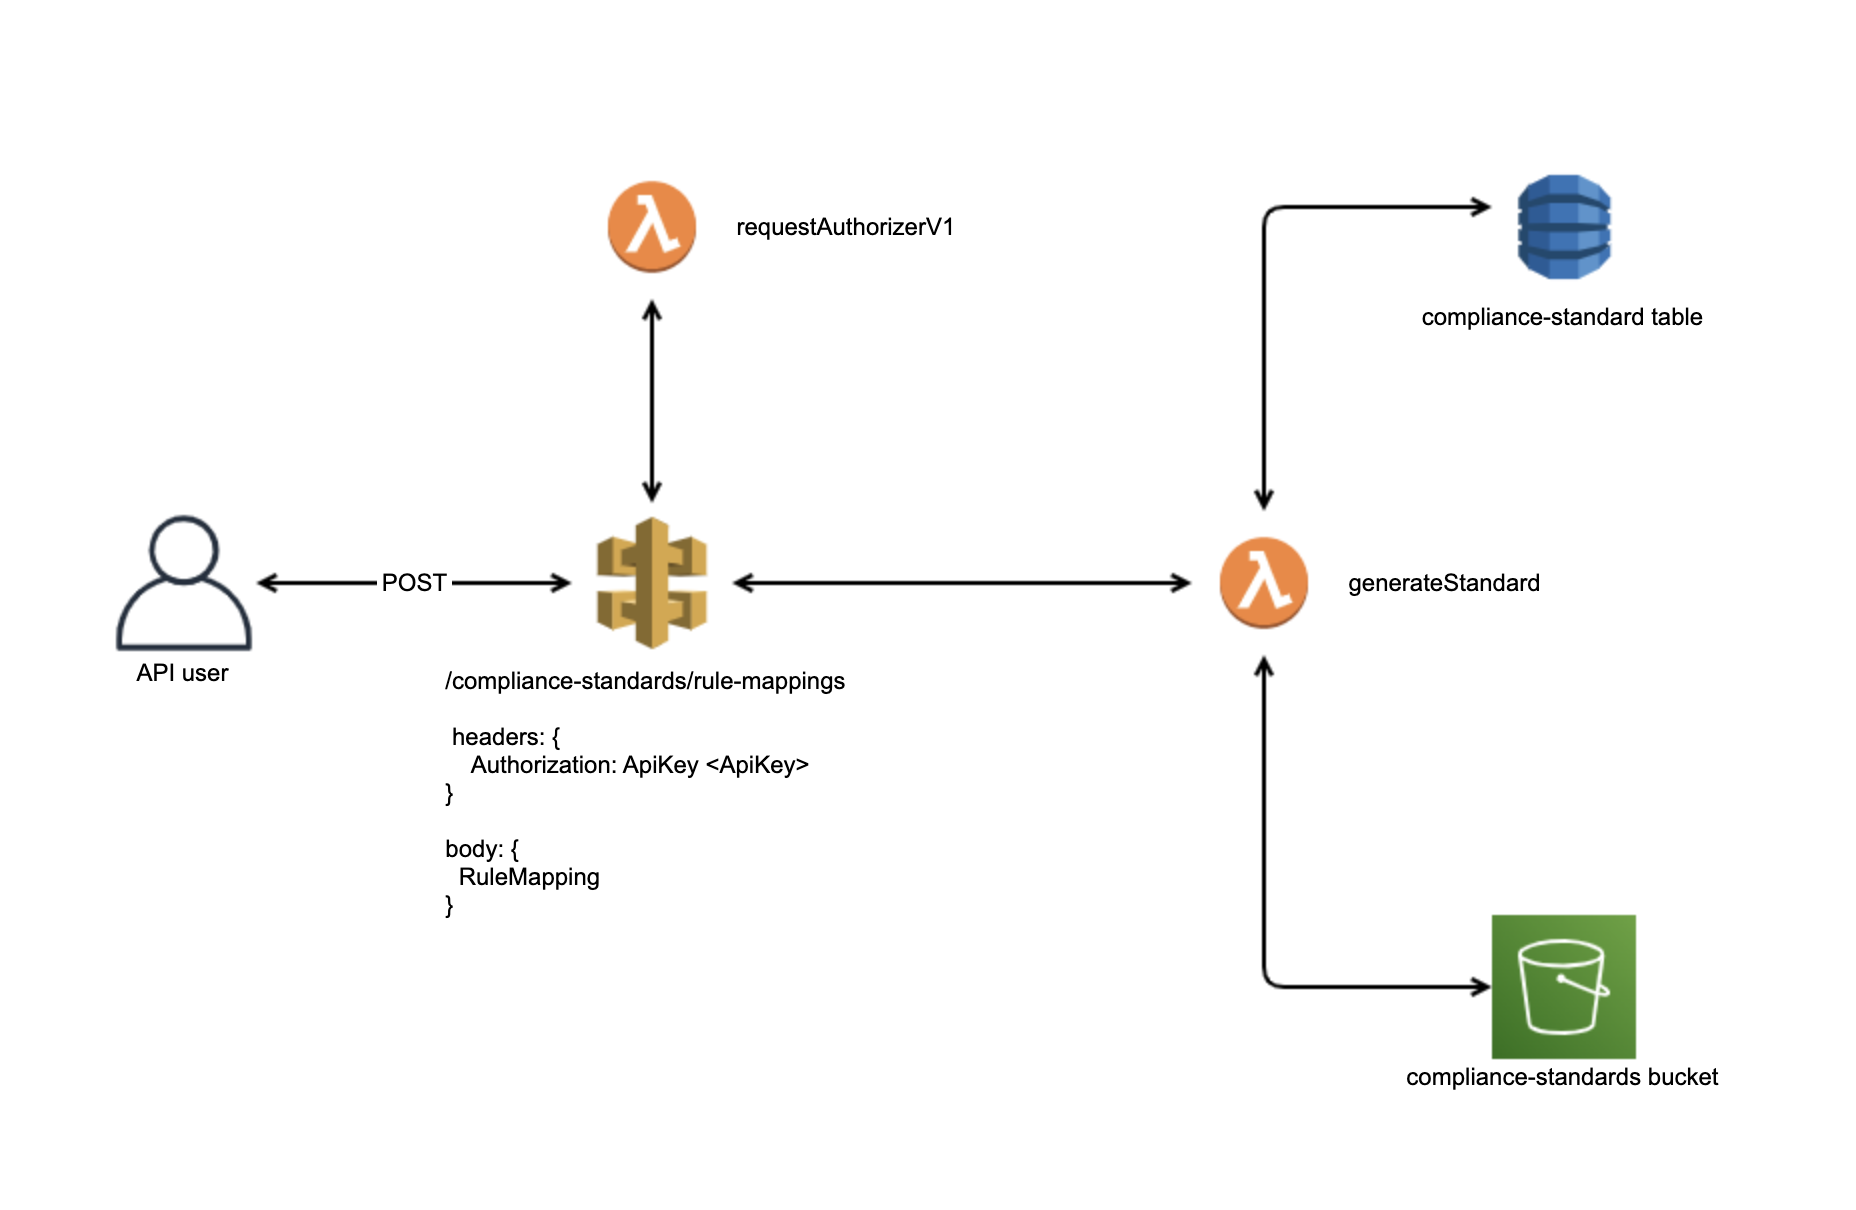 requestAuthorizerV1
compliance-standard table
POST
generateStandard
API user
/compliance-standards/rule-mappings
headers: {
Authorization: ApiKey <ApiKey>
}
body: {
RuleMapping
}
compliance-standards bucket